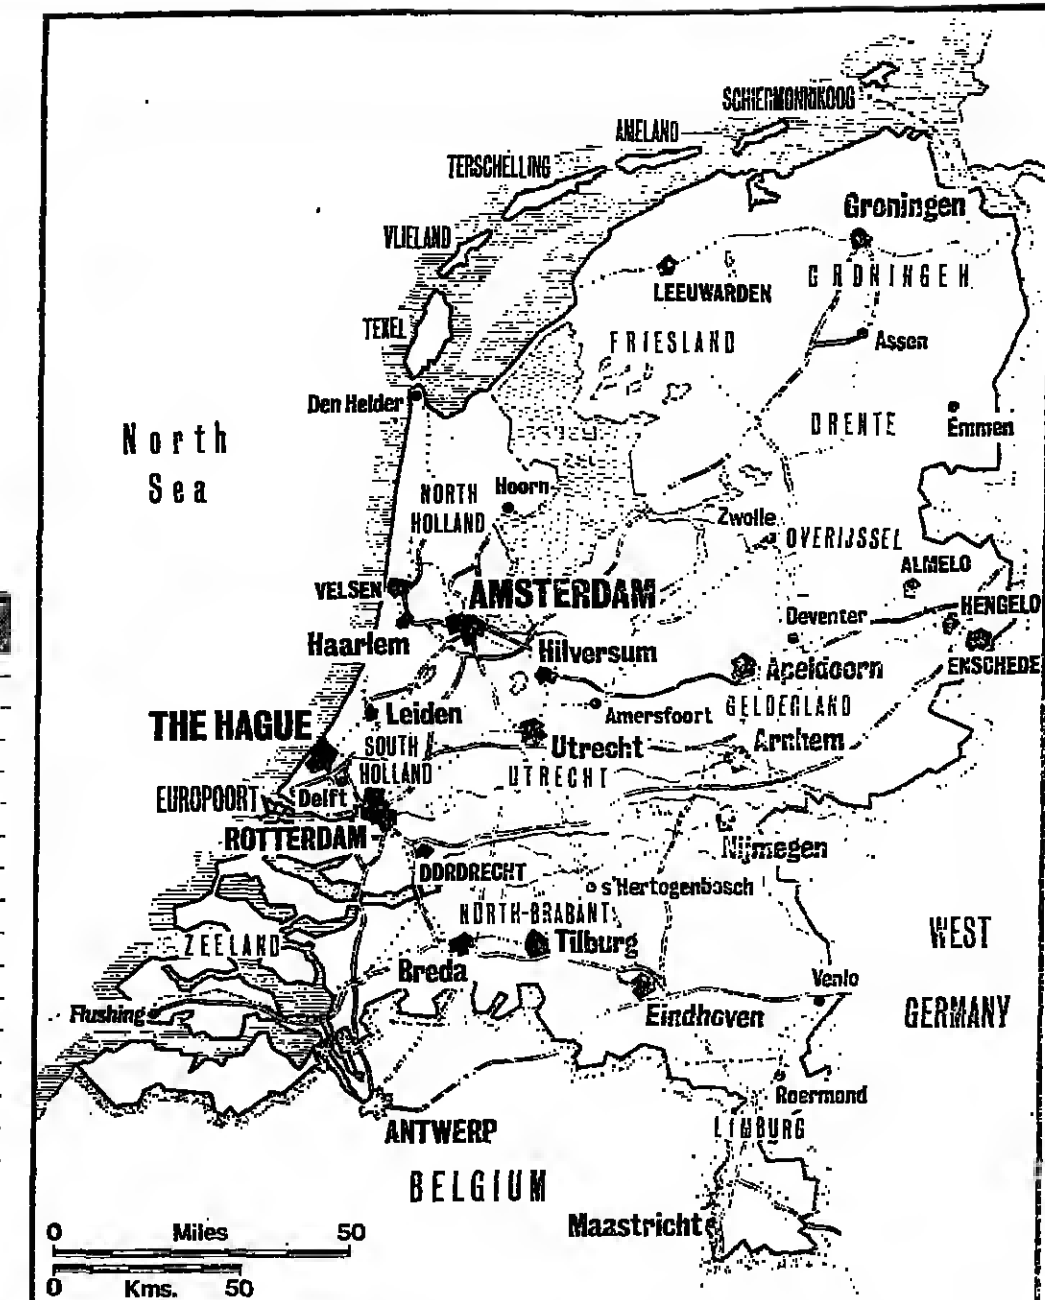 SCHIERMONNIKOOG
AMELAND
TERSCHELLING
Groningen
VLIELAND
GRONINGEN
LEEUWARDEN
TEXEL
FRIESLAND
Assen
Den Helder
DRENTE
Emmen
North
Sea
NORTH
HOLLAND
Hoorn
Zwolle
OVERIJSSEL
ALMELO
VELSEN
AMSTERDAM
HENGELO
Deventer
Haarlem
Hilversum
Apeldoorn
ENSCHEDE
Leiden
Amersfoort
GELDERLAND
THE HAGUE
SOUTH
HOLLAND
Utrecht
Arnhem
UTRECHT
EUROPOORT
Delft
ROTTERDAM
Nijmegen
DORDRECHT
s'Hertogenbosch
NORTH-BRABANT
WEST
GERMANY
ZEELAND
Tilburg
Breda
Venlo
Flushing
Eindhoven
Roermond
ANTWERP
LIMBURG
BELGIUM
Maastricht
0 Miles 50
0 Kms. 50